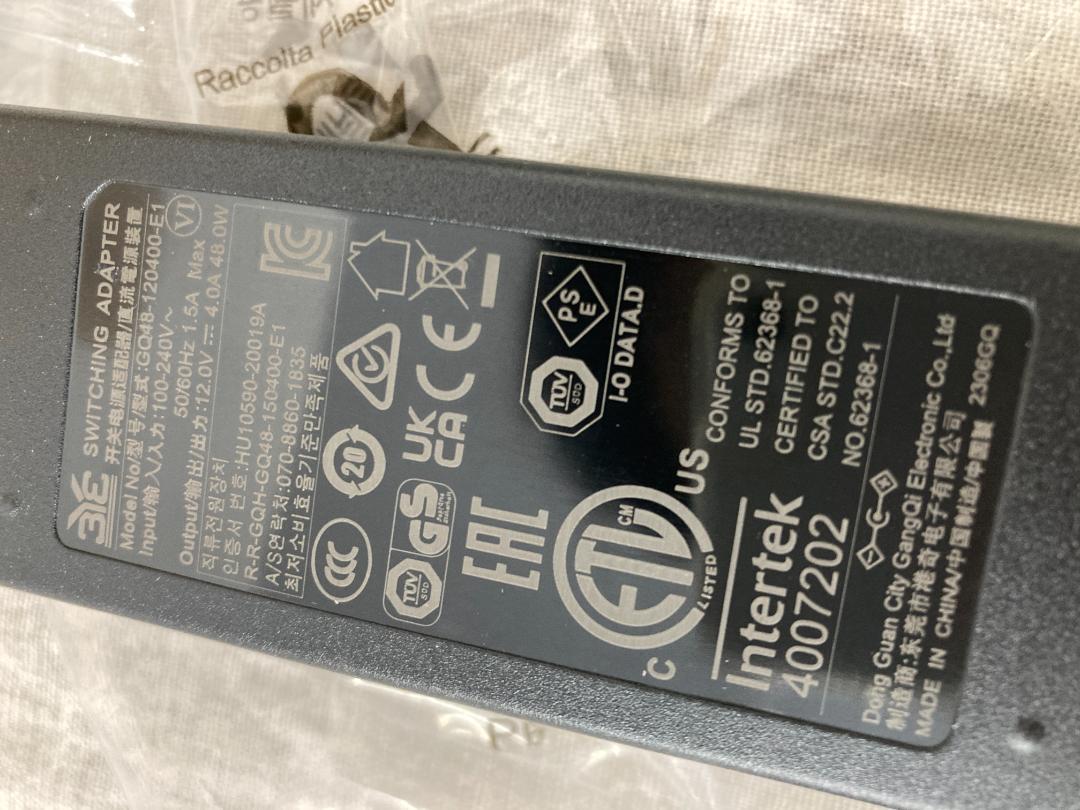 Raccolta Plastic
SWITCHING ADAPTER
开关电源适配器/直流電源裝置
Model No/型号/型式:GQ48-120400-E1
Input/输入/入力:100-240V~
50/60Hz 1.5A Max
VI
Output/输出/出力:12.0V⎓4.0A 48.0W
직류전원장치
인증서 번호:HU10590-20019A
R-R-GQH-GQ48-150400-E1
A/S연락처:070-8860-1835
최저소비효율기준만족제품
20
UK
CA
CE
TUV
SÜD
GS
EAC
PS
E
TUV
SÜD
I-O DATA.D
C
ETL
CM
LISTED
US
CONFORMS TO
UL STD.62368-1
CERTIFIED TO
CSA STD.C22.2
NO.62368-1
Intertek
4007202
Dong Guan City GangQi Electronic Co.,Ltd
制造商:东莞市港奇电子有限公司
MADE IN CHINA/中国制造/中国製 2306GQ